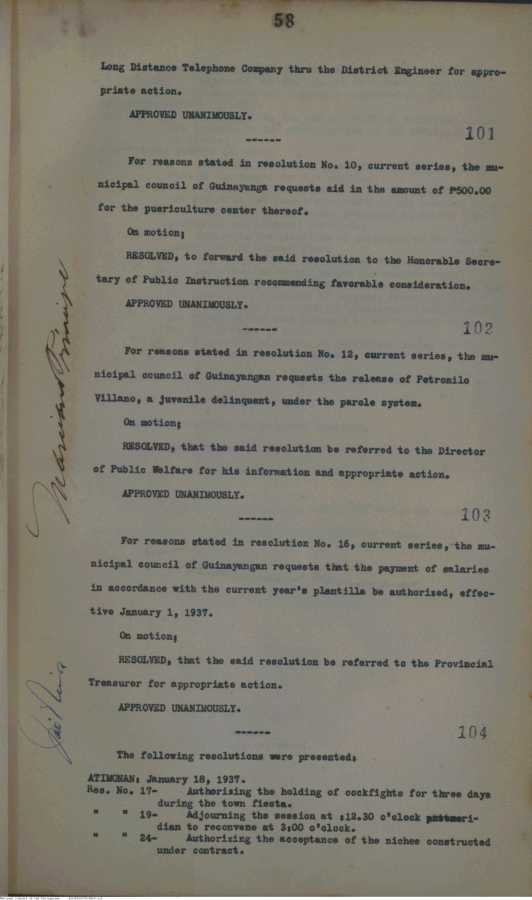 58
Long Distance Telephone Company thru the District Engineer for appro-
priate action.
APPROVED UNANIMOUSLY.
------
101
For reasons stated in resolution No. 10, current series, the mu-
nicipal council of Guinayanga requests aid in the amount of ₱500.00
for the puericulture center thereof.
On motion;
RESOLVED, to forward the said resolution to the Honorable Secre-
tary of Public Instruction recommending favorable consideration.
APPROVED UNANIMOUSLY.
------
102
For reasons stated in resolution No. 12, current series, the mu-
nicipal council of Guinayangan requests the release of Petronilo
Villano, a juvenile delinquent, under the parole system.
On motion;
RESOLVED, that the said resolution be referred to the Director
of Public Welfare for his information and appropriate action.
APPROVED UNANIMOUSLY.
------
103
For reasons stated in resolution No. 16, current series, the mu-
nicipal council of Guinayangan requests that the payment of salaries
in accordance with the current year's plantilla be authorized, effec-
tive January 1, 1937.
On motion;
RESOLVED, that the said resolution be referred to the Provincial
Treasurer for appropriate action.
APPROVED UNANIMOUSLY.
------
104
The following resolutions were presented:
ATIMONAN: January 18, 1937.
Res. No. 17- Authorizing the holding of cockfights for three days
during the town fiesta.
" " 19- Adjourning the session at :12.30 o'clock meri-
dian to reconvene at 3:00 o'clock.
" " 24- Authorizing the acceptance of the niches constructed
under contract.